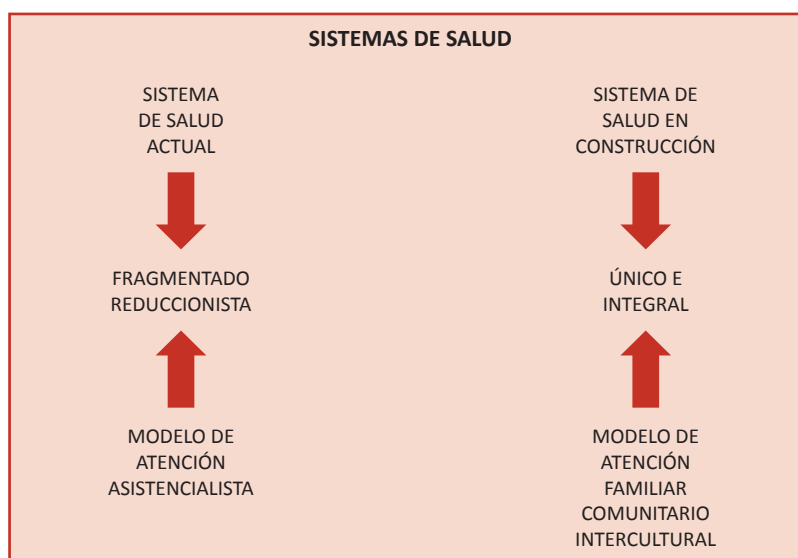 SISTEMAS DE SALUD
SISTEMA
DE SALUD
ACTUAL
FRAGMENTADO
REDUCCIONISTA
MODELO DE
ATENCIÓN
ASISTENCIALISTA
SISTEMA DE
SALUD EN
CONSTRUCCIÓN
ÚNICO E
INTEGRAL
MODELO DE
ATENCIÓN
FAMILIAR
COMUNITARIO
INTERCULTURAL